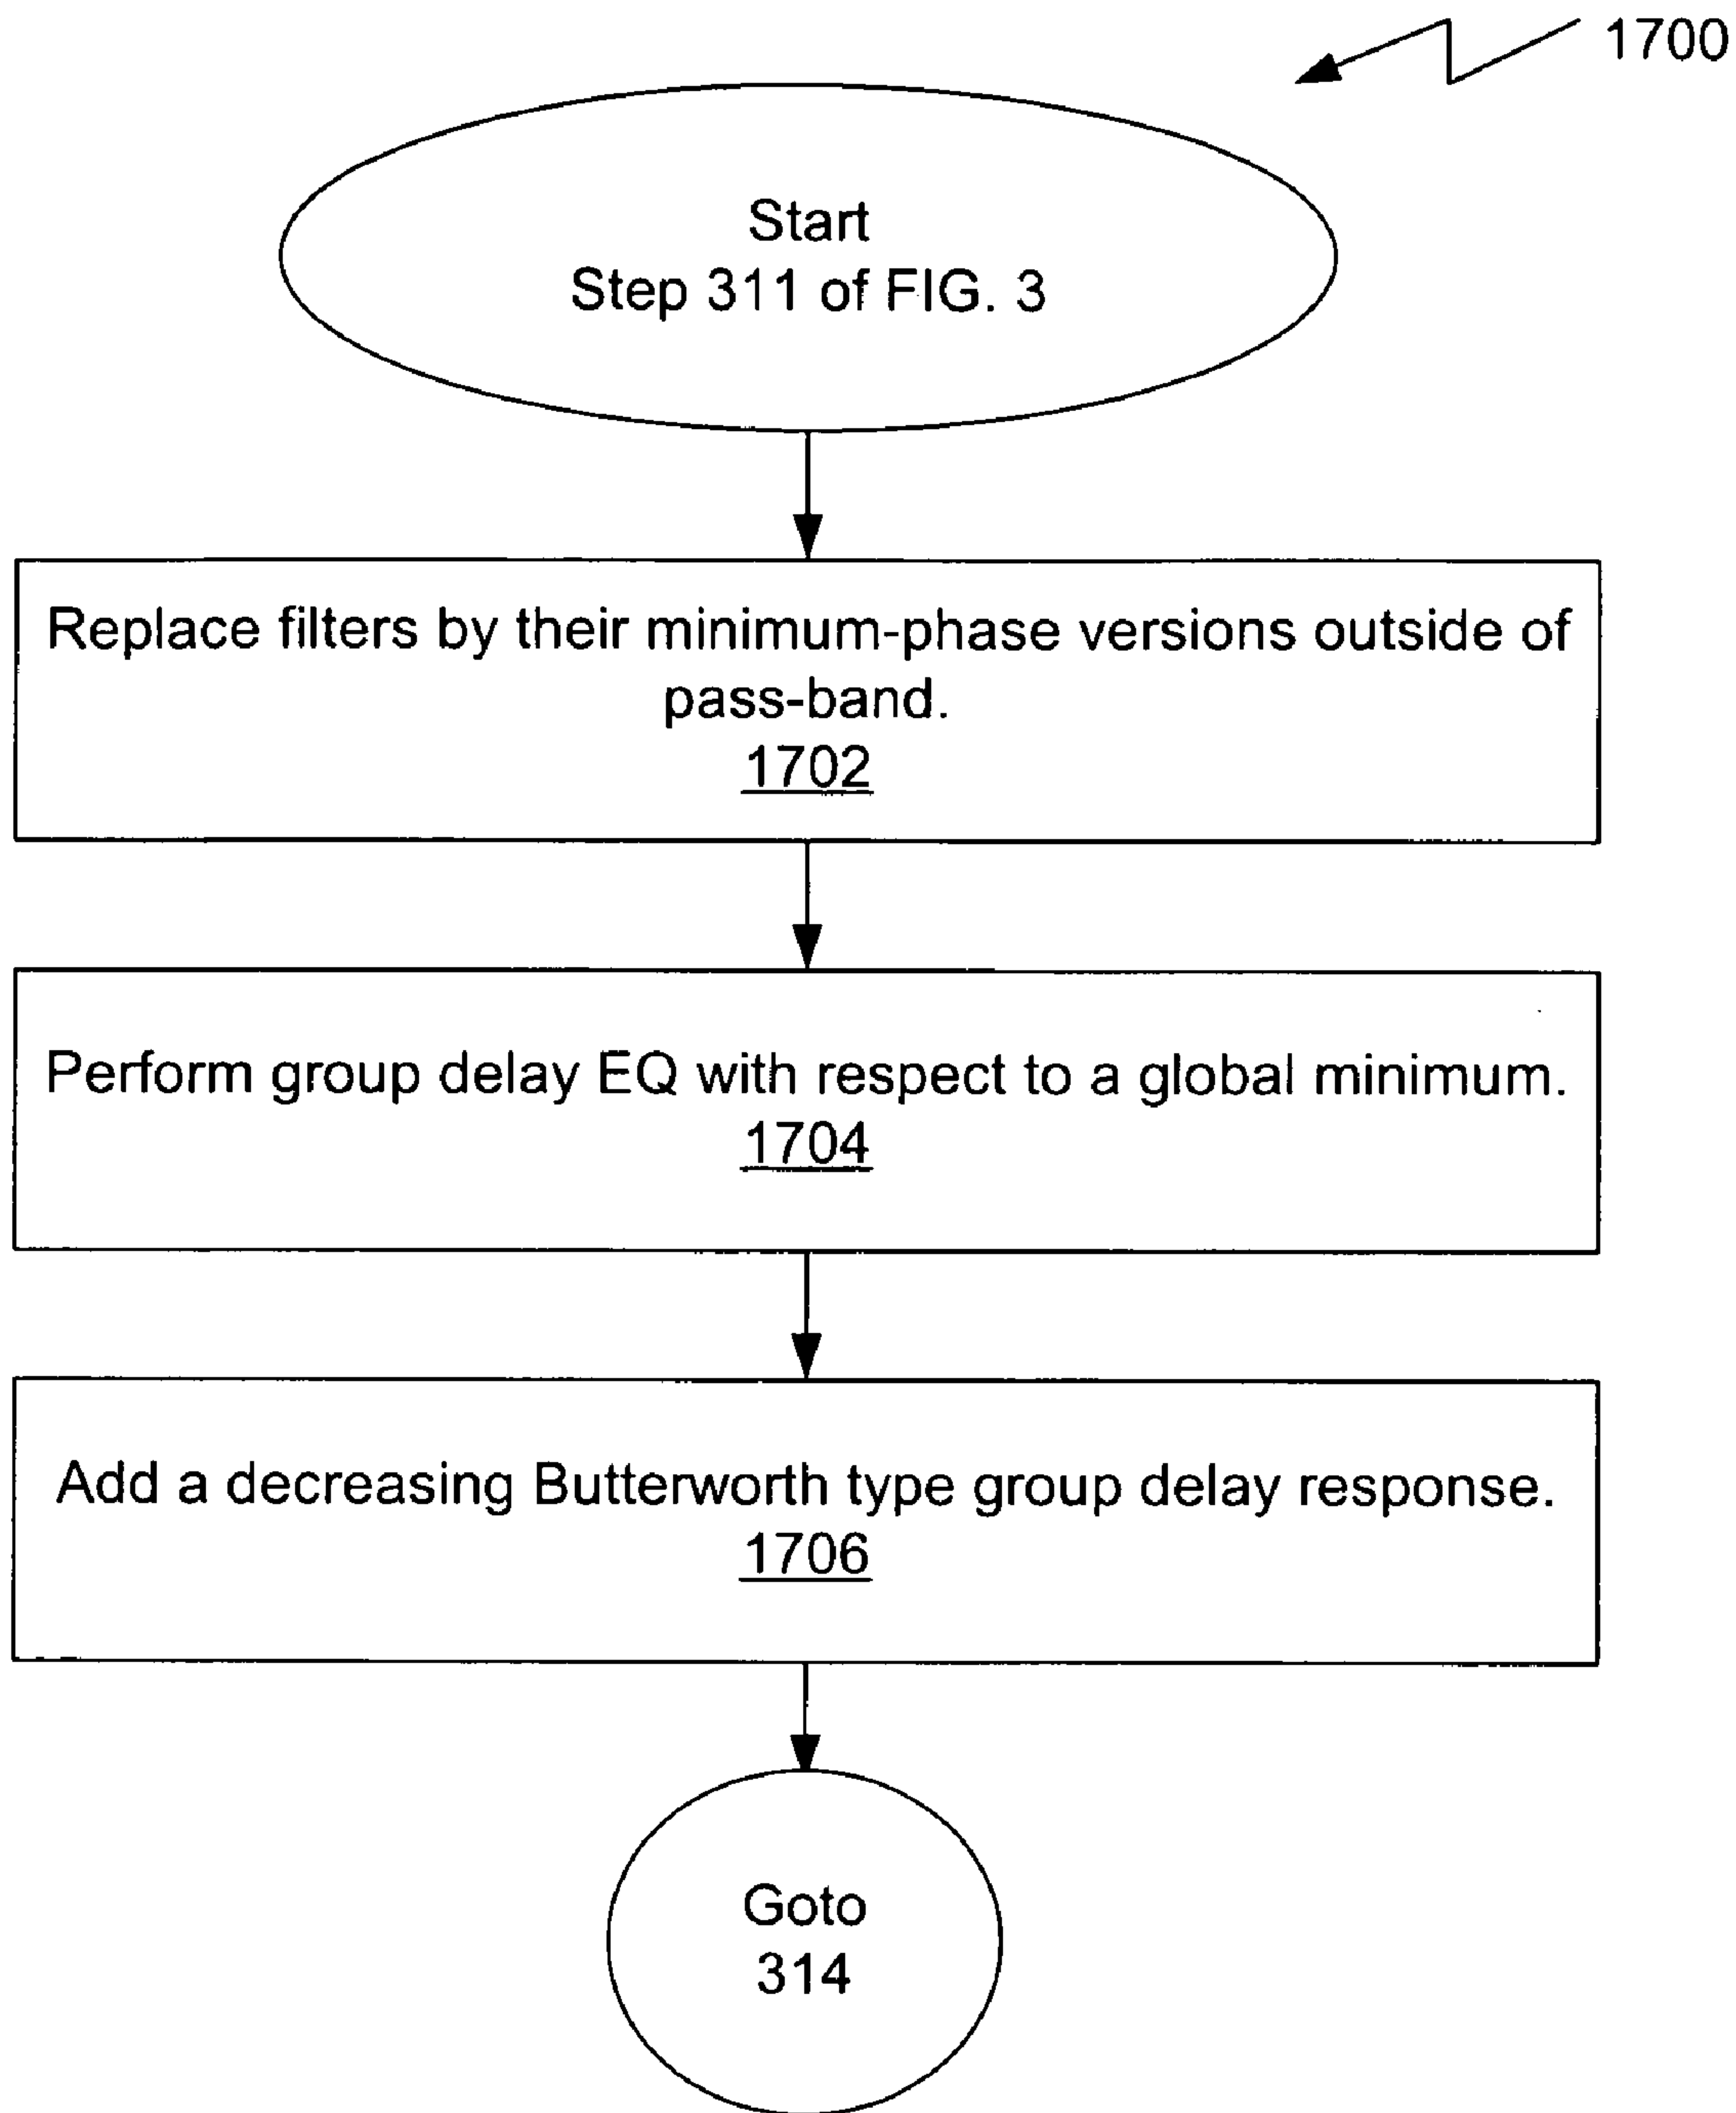 1700
Start
Step 311 of FIG. 3
Replace filters by their minimum-phase versions outside of
pass-band.
1702
Perform group delay EQ with respect to a global minimum.
1704
Add a decreasing Butterworth type group delay response.
1706
Goto
314